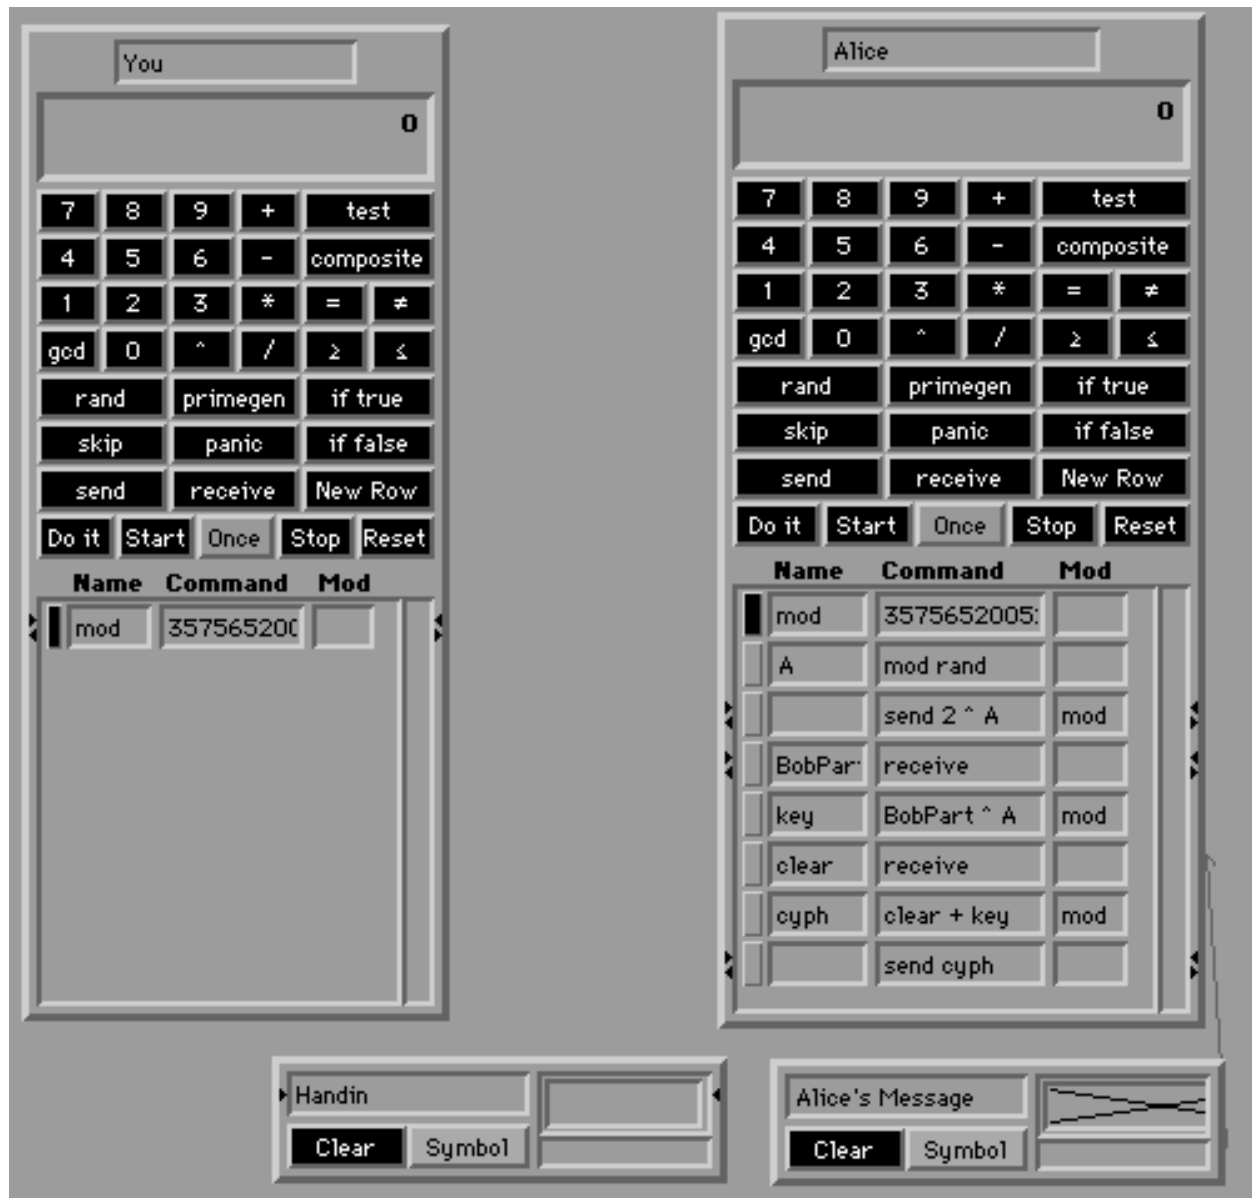 You
0
7 8 9 + test
4 5 6 - composite
1 2 3 * = ≠
gcd 0 ^ / ≥ ≤
rand primegen if true
skip panic if false
send receive New Row
Do it Start Once Stop Reset
Name Command Mod
mod 35756520
Alice
0
7 8 9 + test
4 5 6 - composite
1 2 3 * = ≠
gcd 0 ^ / ≥ ≤
rand primegen if true
skip panic if false
send receive New Row
Do it Start Once Stop Reset
Name Command Mod
mod 3575652005
A mod rand
send 2 ^ A mod
BobPar receive
key BobPart ^ A mod
clear receive
cyph clear + key mod
send cyph
Handin
Clear Symbol
Alice's Message
Clear Symbol